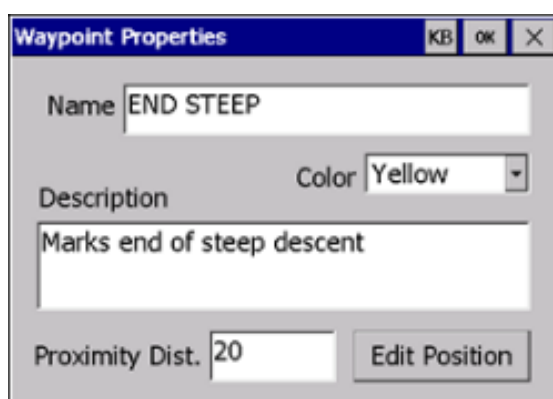 Waypoint Properties KB OK
Name END STEEP
Color Yellow
Description
Marks end of steep descent
Proximity Dist. 20 Edit Position